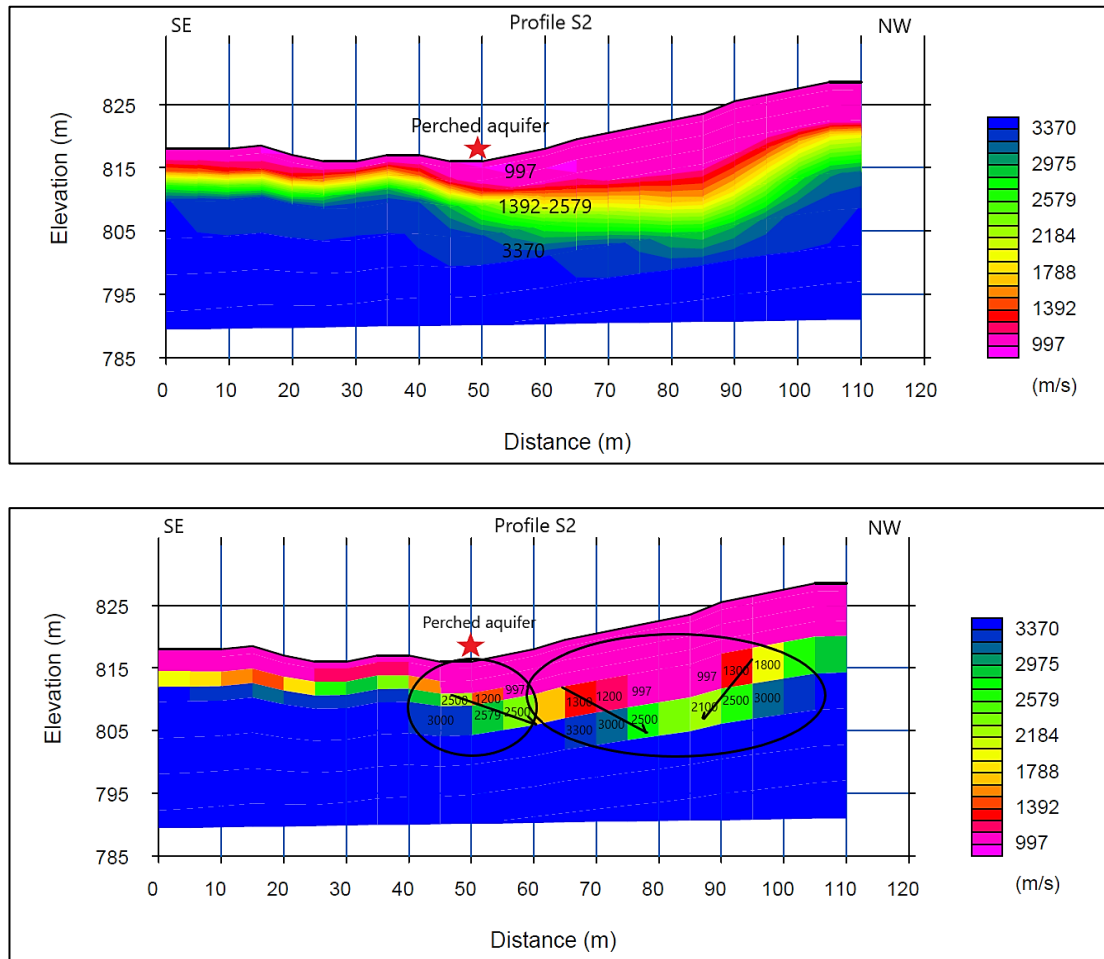 SE Profile S2 NW
825
Perched aquifer
815
997
1392-2579
805
3370
795
785
0 10 20 30 40 50 60 70 80 90 100 110 120
Elevation (m)
Distance (m)
3370
2975
2579
2184
1788
1392
997
(m/s)
SE Profile S2 NW
825
Perched aquifer
815
997 1300 1800
2500 1200 997 1300 1200 997
3000 2579 2500 3300 3000 2500 2100 2500 3000
805
795
785
0 10 20 30 40 50 60 70 80 90 100 110 120
Elevation (m)
Distance (m)
3370
2975
2579
2184
1788
1392
997
(m/s)